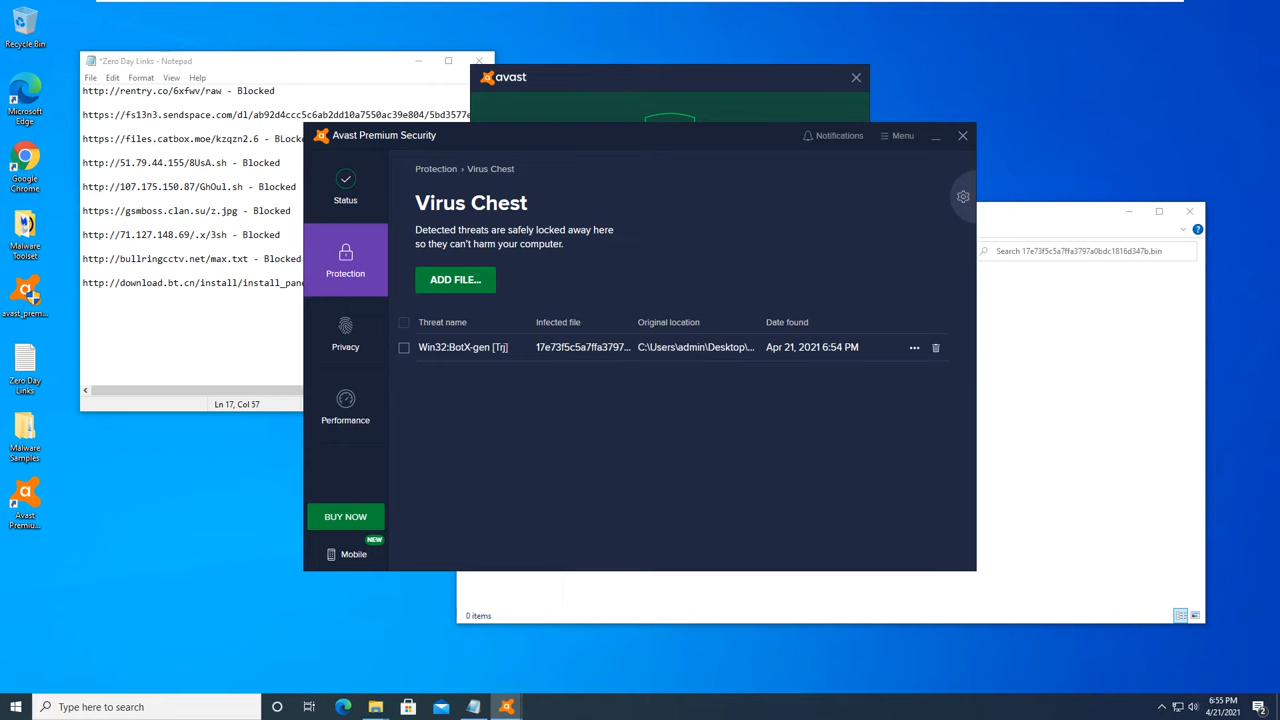 Recycle Bin
Microsoft Edge
Google Chrome
Malware Toolset
avast_prem...
Zero Day Links
Malware Samples
Avast Premiu...
*Zero Day Links - Notepad
File Edit Format View Help
http://rentry.co/6xfwv/raw - Blocked
https://fs13n3.sendspace.com/dl/ab92d4ccc5c6ab2dd10a7550ac39e804/5bd3577e
https://files.catbox.moe/kzqzn2.6 - Blocke
http://51.79.44.155/8UsA.sh - Blocked
http://107.175.150.87/GhOul.sh - Blocked
https://gsmboss.clan.su/z.jpg - Blocked
http://71.127.148.69/.x/3sh - Blocked
http://bullringcctv.net/max.txt - Blocked
http://download.bt.cn/install/install_pane
Ln 17, Col 57
avast
Avast Premium Security
Notifications
Menu
Status
Protection
Privacy
Performance
BUY NOW
NEW
Mobile
Protection › Virus Chest
Virus Chest
Detected threats are safely locked away here
so they can't harm your computer.
ADD FILE...
Threat name Infected file Original location Date found
Win32:BotX-gen [Trj] 17e73f5c5a7ffa3797... C:\Users\admin\Desktop\... Apr 21, 2021 6:54 PM
Search 17e73f5c5a7ffa3797a0bdc1816d347b.bin
0 items
Type here to search
6:55 PM
4/21/2021
2